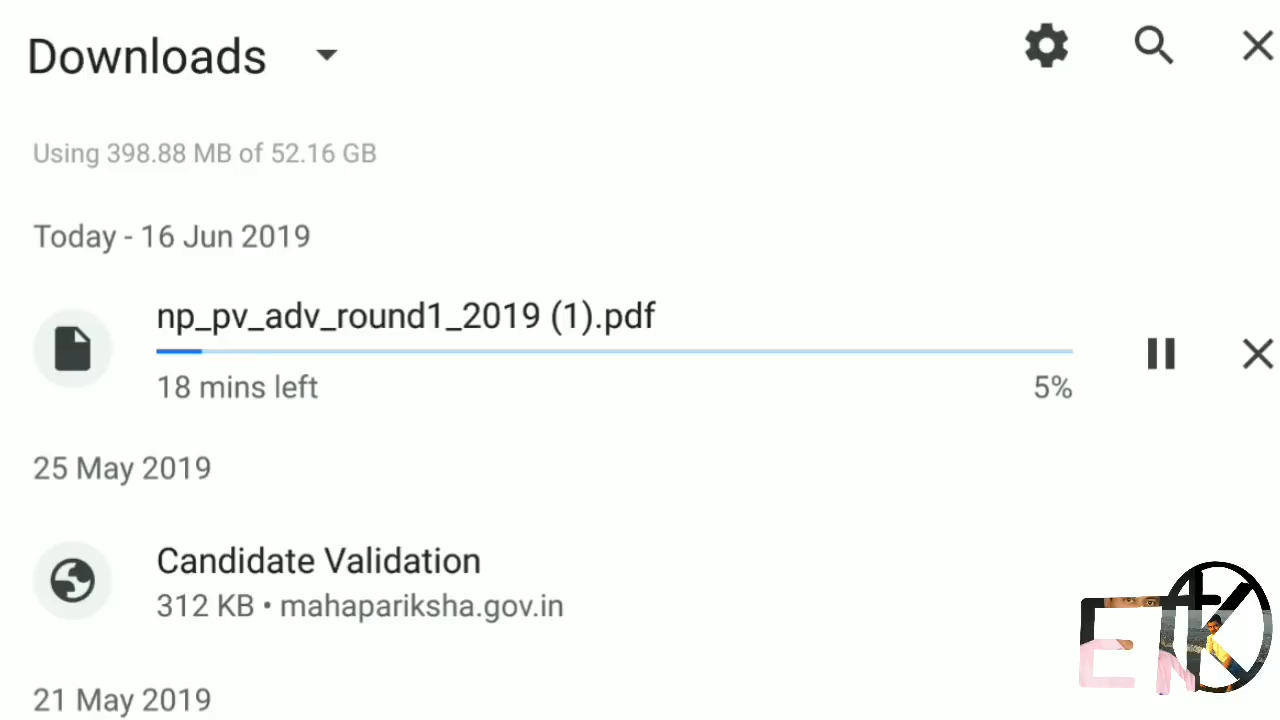 Downloads
Using 398.88 MB of 52.16 GB
Today - 16 Jun 2019
np_pv_adv_round1_2019 (1).pdf
18 mins left 5%
25 May 2019
Candidate Validation
312 KB • mahapariksha.gov.in
21 May 2019